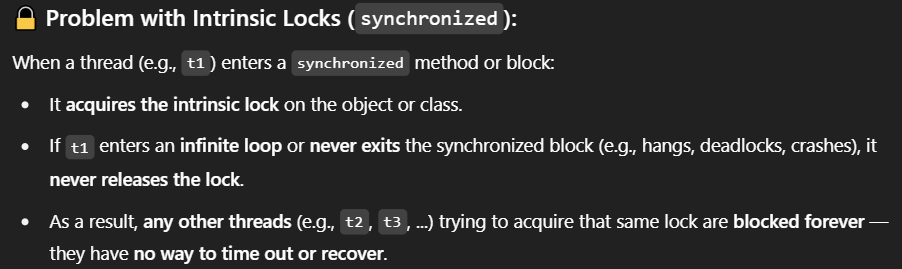 🔒 Problem with Intrinsic Locks (synchronized):
When a thread (e.g., t1) enters a synchronized method or block:
• It acquires the intrinsic lock on the object or class.
• If t1 enters an infinite loop or never exits the synchronized block (e.g., hangs, deadlocks, crashes), it
never releases the lock.
• As a result, any other threads (e.g., t2, t3, ...) trying to acquire that same lock are blocked forever —
they have no way to time out or recover.